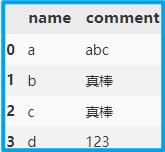 name comment
0 a abc
1 b 真棒
2 c 真棒
3 d 123